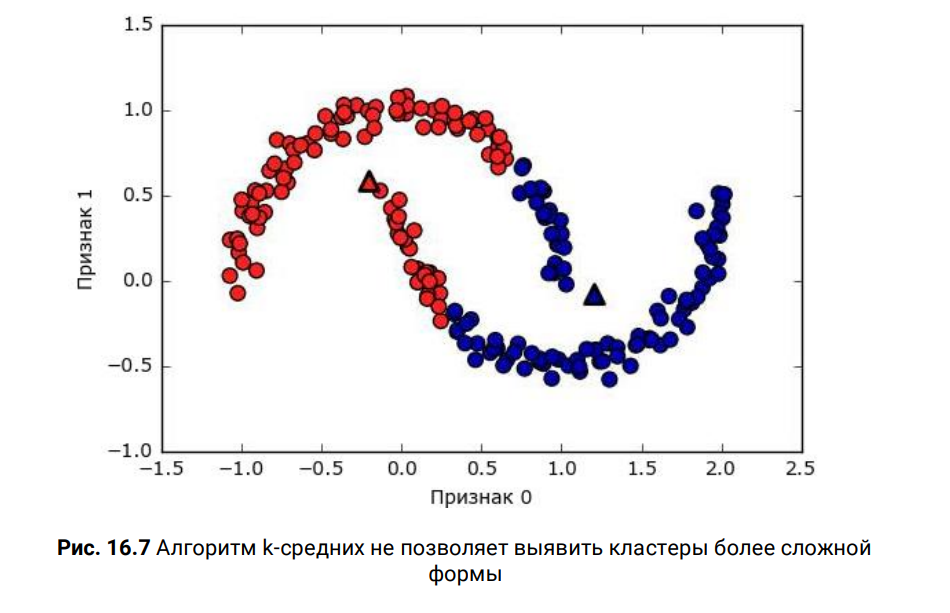 1.5
1.0
0.5
0.0
−0.5
−1.0
Признак 1
−1.5 −1.0 −0.5 0.0 0.5 1.0 1.5 2.0 2.5
Признак 0
Рис. 16.7 Алгоритм k-средних не позволяет выявить кластеры более сложной
формы